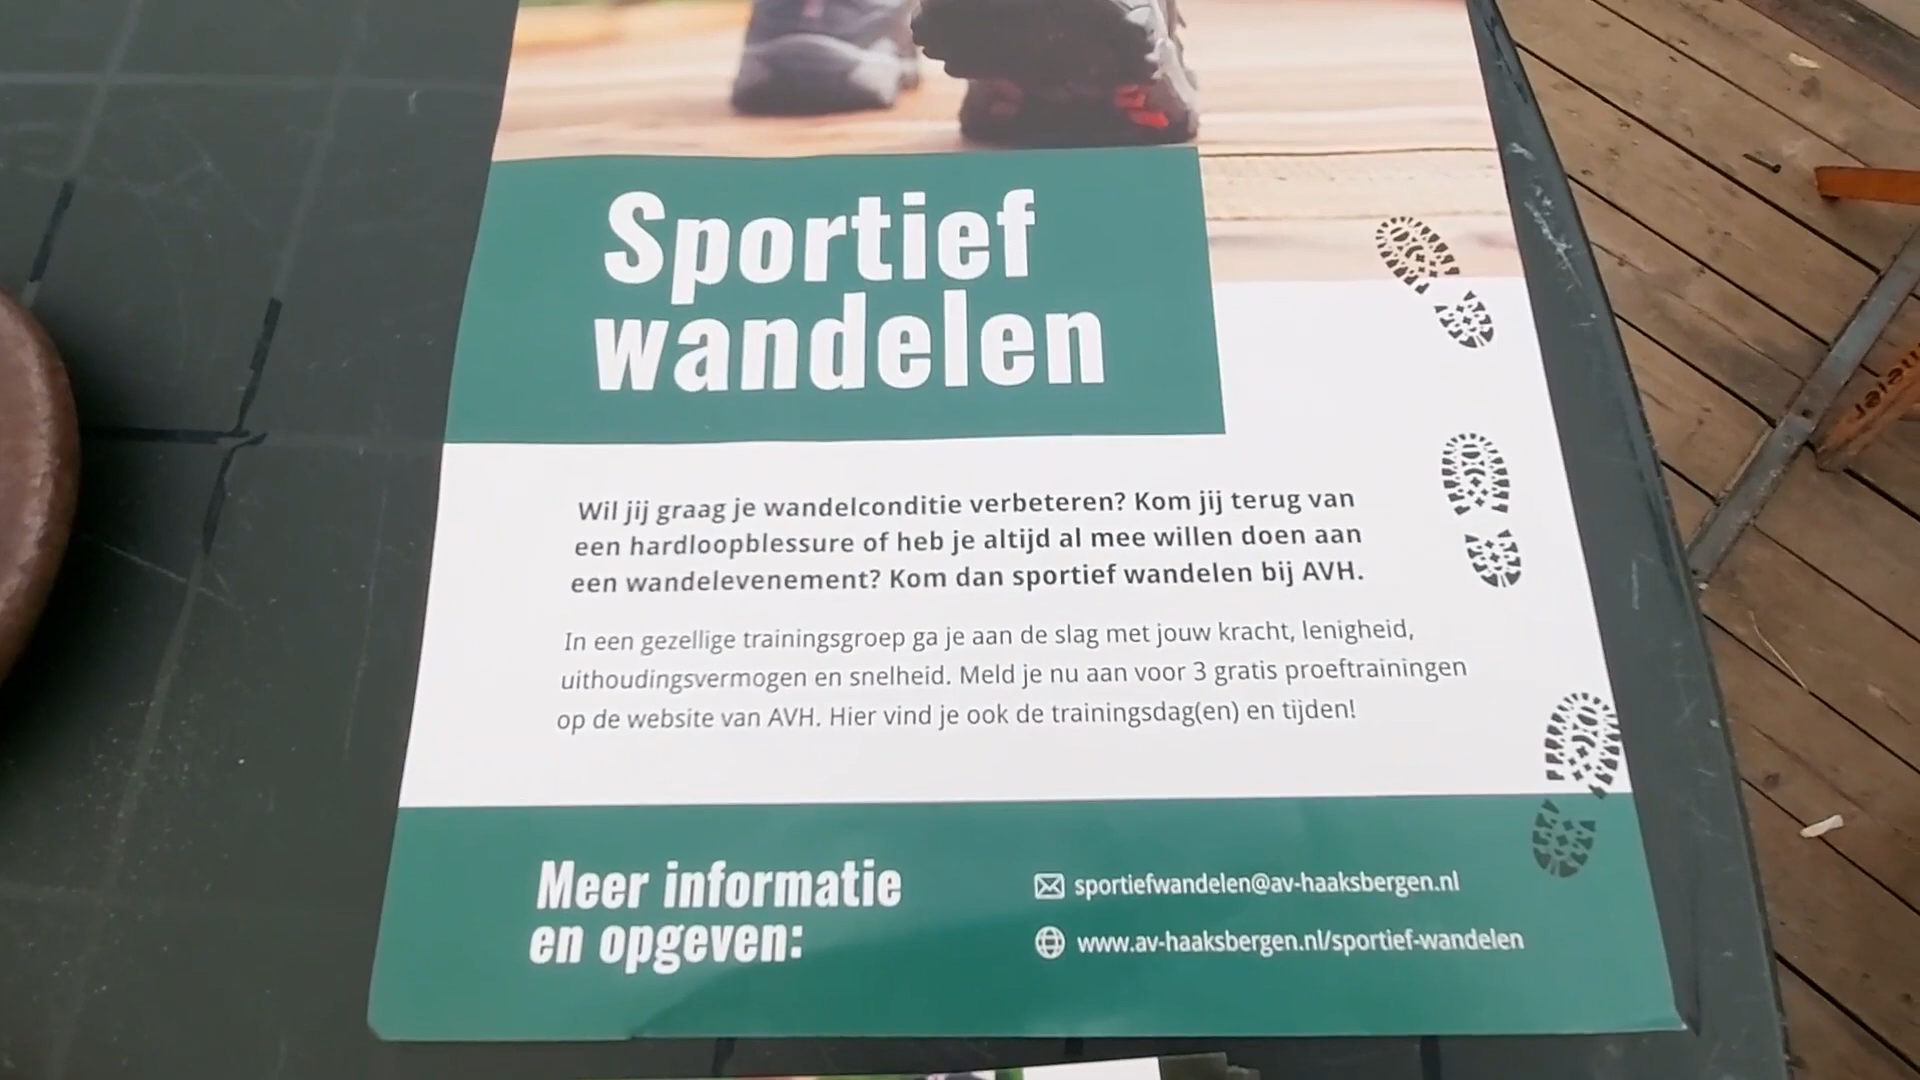 Sportief
wandelen
Wil jij graag je wandelconditie verbeteren? Kom jij terug van
een hardloopblessure of heb je altijd al mee willen doen aan
een wandelevenement? Kom dan sportief wandelen bij AVH.
In een gezellige trainingsgroep ga je aan de slag met jouw kracht, lenigheid,
uithoudingsvermogen en snelheid. Meld je nu aan voor 3 gratis proeftrainingen
op de website van AVH. Hier vind je ook de trainingsdag(en) en tijden!
Meer informatie
en opgeven:
sportiefwandelen@av-haaksbergen.nl
www.av-haaksbergen.nl/sportief-wandelen